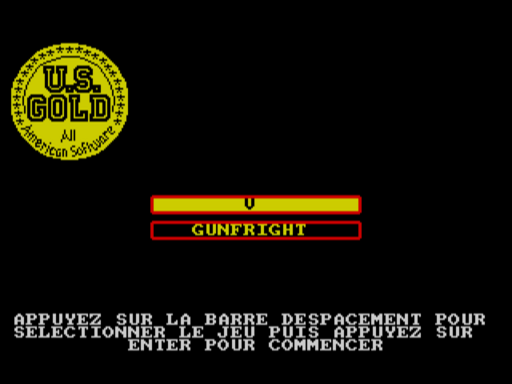 U.S.
GOLD
All
American Software
V
GUNFRIGHT
APPUYEZ SUR LA BARRE DESPACEMENT POUR
SELECTIONNER LE JEU PUIS APPUYEZ SUR
ENTER POUR COMMENCER